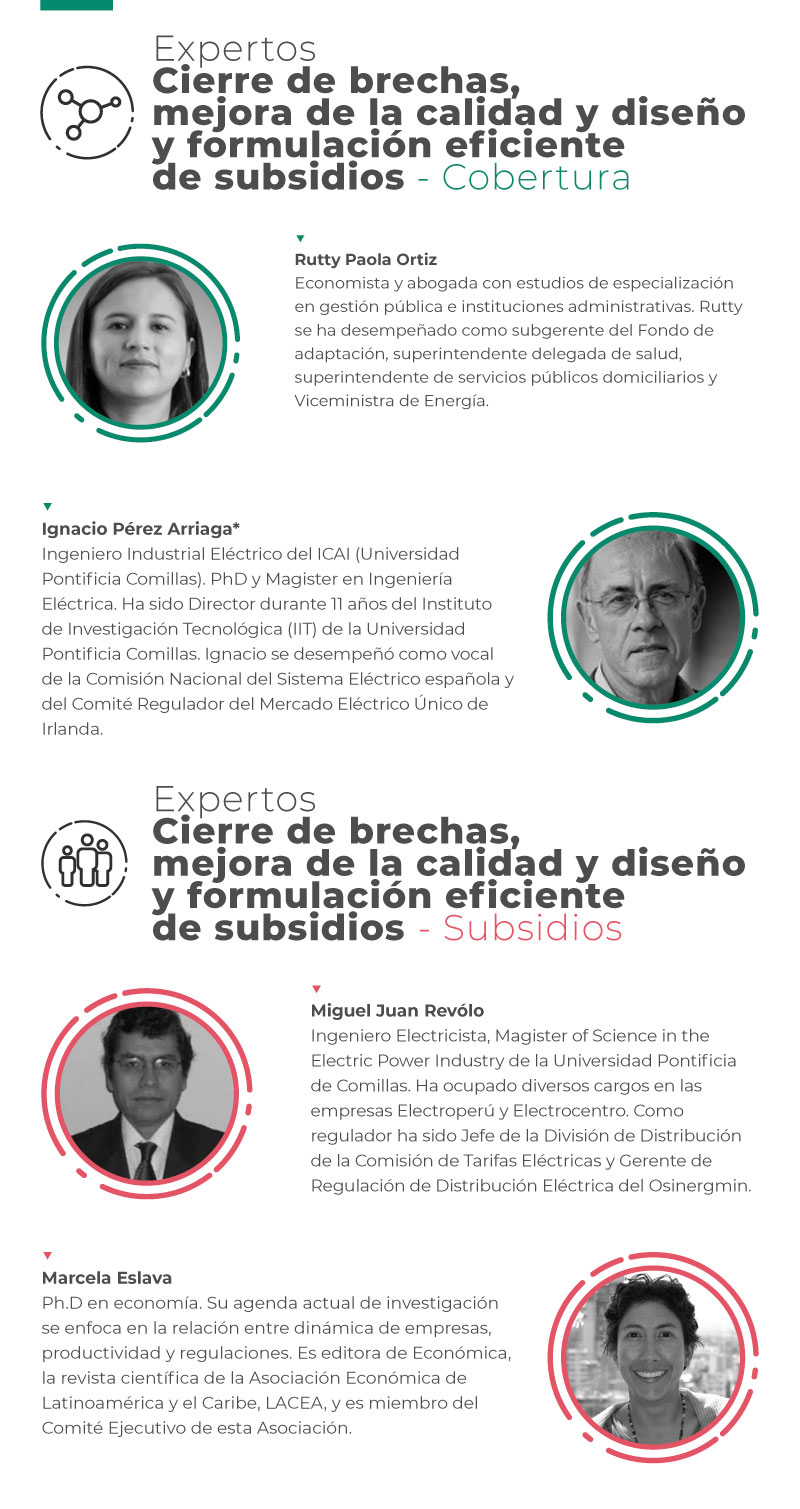 Expertos
Cierre de brechas,
mejora de la calidad y diseño
y formulación eficiente
de subsidios - Cobertura
Rutty Paola Ortiz
Economista y abogada con estudios de especialización
en gestión pública e instituciones administrativas. Rutty
se ha desempeñado como subgerente del Fondo de
adaptación, superintendente delegada de salud,
superintendente de servicios públicos domiciliarios y
Viceministra de Energía.
Ignacio Pérez Arriaga*
Ingeniero Industrial Eléctrico del ICAI (Universidad
Pontificia Comillas). PhD y Magister en Ingeniería
Eléctrica. Ha sido Director durante 11 años del Instituto
de Investigación Tecnológica (IIT) de la Universidad
Pontificia Comillas. Ignacio se desempeñó como vocal
de la Comisión Nacional del Sistema Eléctrico española y
del Comité Regulador del Mercado Eléctrico Único de
Irlanda.
Expertos
Cierre de brechas,
mejora de la calidad y diseño
y formulación eficiente
de subsidios - Subsidios
Miguel Juan Revólo
Ingeniero Electricista, Magister of Science in the
Electric Power Industry de la Universidad Pontificia
de Comillas. Ha ocupado diversos cargos en las
empresas Electroperú y Electrocentro. Como
regulador ha sido Jefe de la División de Distribución
de la Comisión de Tarifas Eléctricas y Gerente de
Regulación de Distribución Eléctrica del Osinergmin.
Marcela Eslava
Ph.D en economía. Su agenda actual de investigación
se enfoca en la relación entre dinámica de empresas,
productividad y regulaciones. Es editora de Económica,
la revista científica de la Asociación Económica de
Latinoamérica y el Caribe, LACEA, y es miembro del
Comité Ejecutivo de esta Asociación.